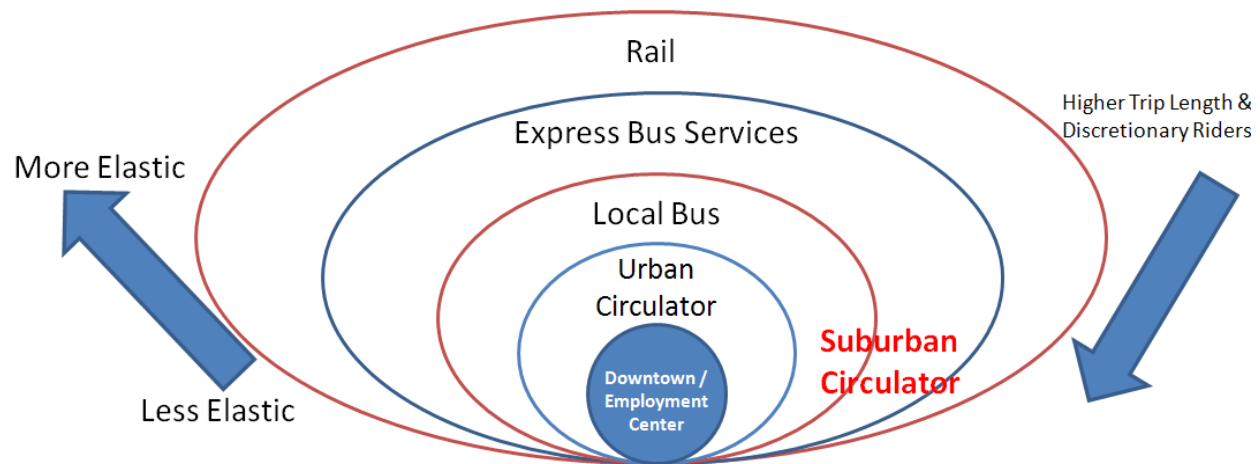 Rail
Higher Trip Length &
Discretionary Riders
Express Bus Services
More Elastic
Local Bus
Urban
Circulator
Suburban
Circulator
Downtown /
Employment
Center
Less Elastic